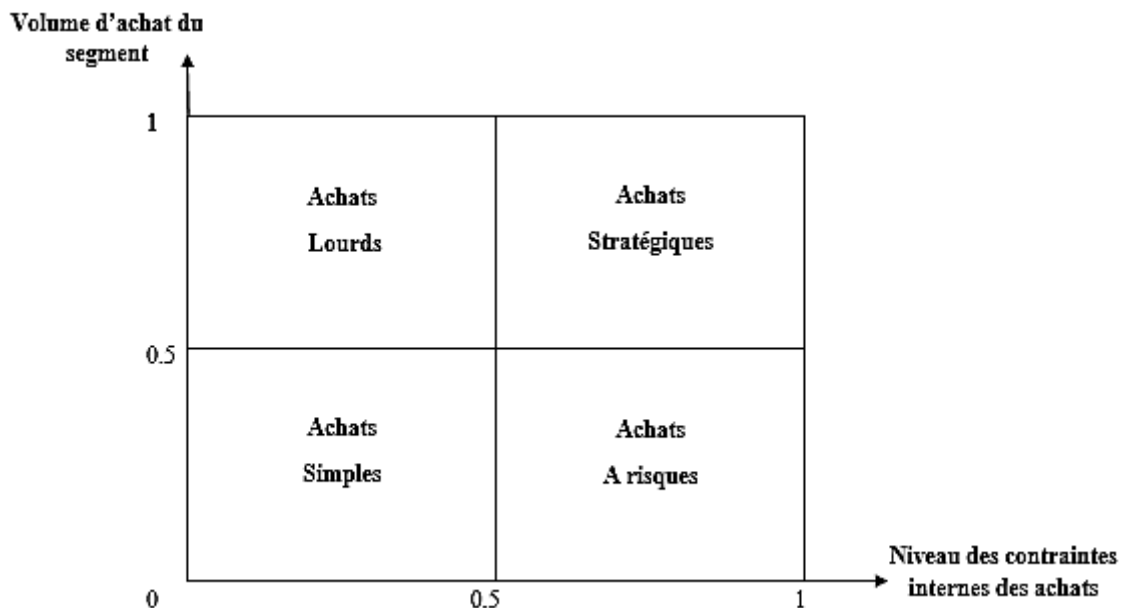 Volume d'achat du
segment
1
Achats
Lourds
Achats
Stratégiques
0.5
Achats
Simples
Achats
A risques
Niveau des contraintes
internes des achats
0
0.5
1